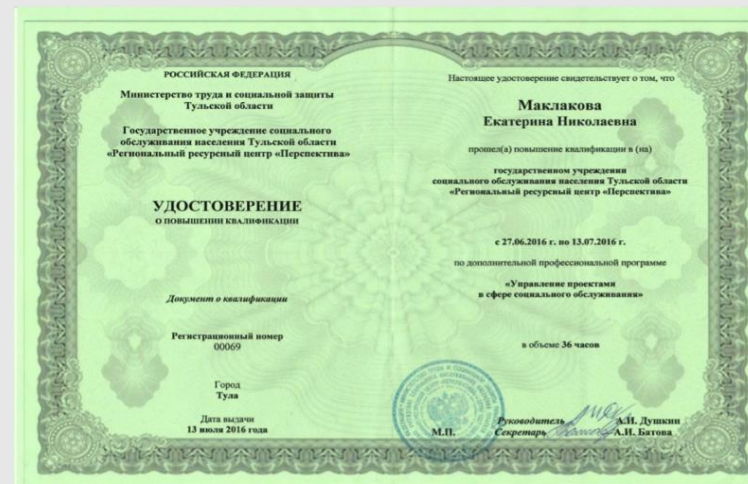 РОССИЙСКАЯ ФЕДЕРАЦИЯ
Министерство труда и социальной защиты
Тульской области
Государственное учреждение социального
обслуживания населения Тульской области
«Региональный ресурсный центр «Перспектива»
УДОСТОВЕРЕНИЕ
О ПОВЫШЕНИИ КВАЛИФИКАЦИИ
Документ о квалификации
Регистрационный номер
00069
Город
Тула
Дата выдачи
13 июля 2016 года
Настоящее удостоверение свидетельствует о том, что
Маклакова
Екатерина Николаевна
прошел(а) повышение квалификации в (на)
государственном учреждении
социального обслуживания населения Тульской области
«Региональный ресурсный центр «Перспектива»
с 27.06.2016 г. по 13.07.2016 г.
по дополнительной профессиональной программе
«Управление проектами
в сфере социального обслуживания»
в объеме 36 часов
Руководитель А.И. Душкин
М.П. Секретарь А.И. Батова